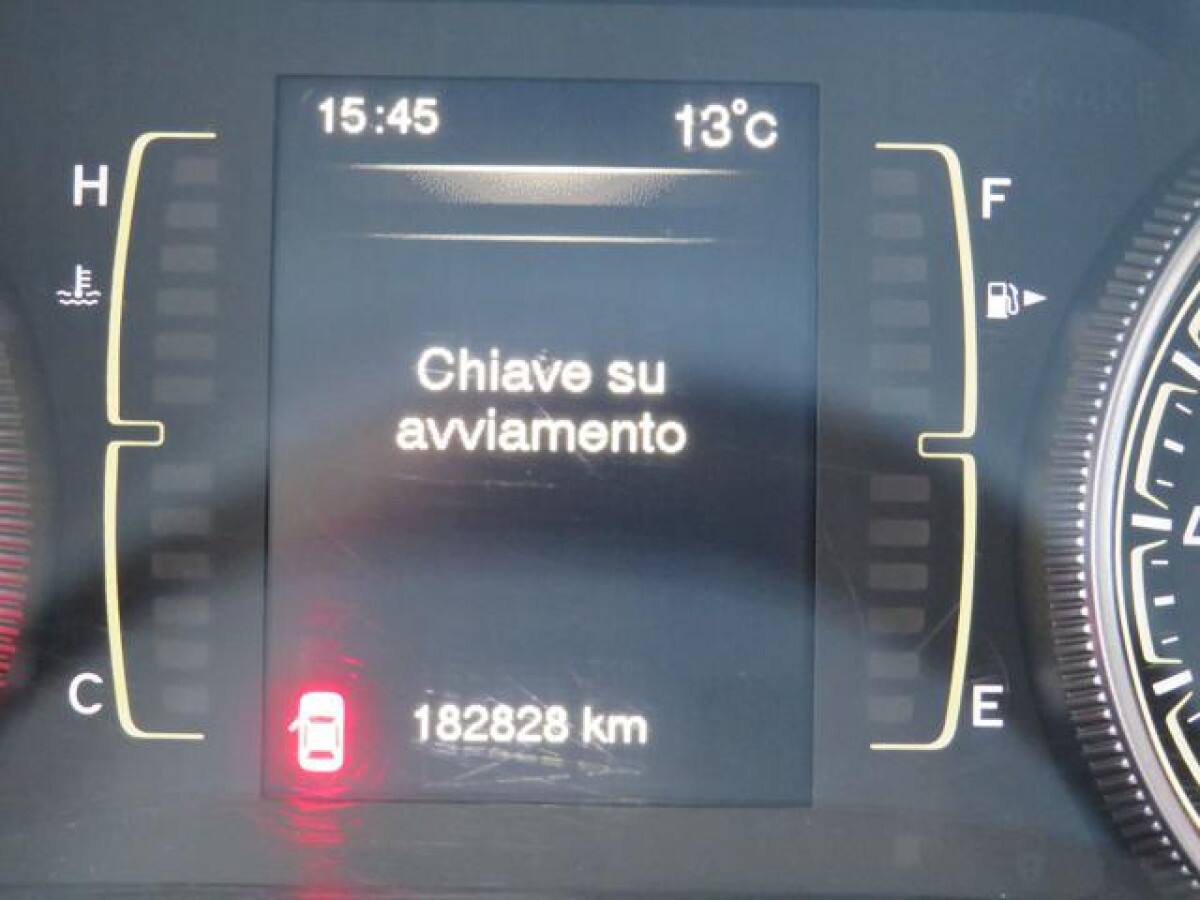 15:45 13°C
H F
Chiave su
avviamento
C E
182828 km